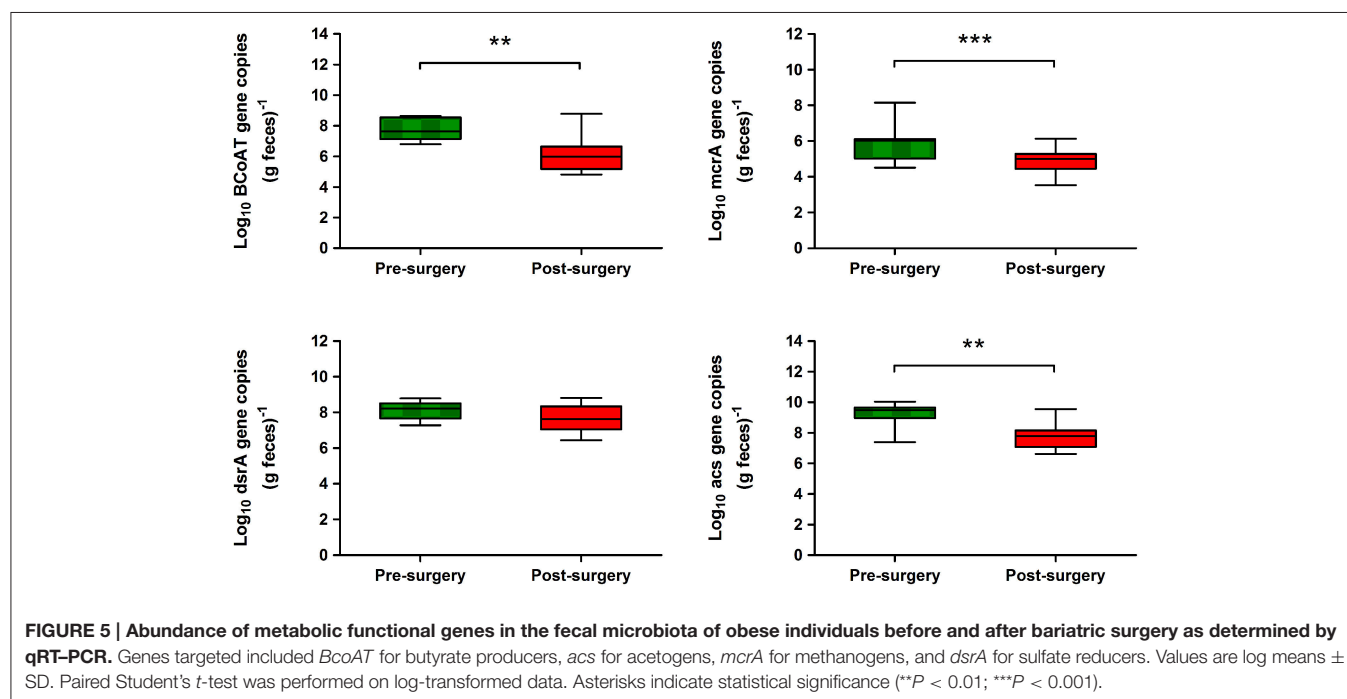 Log₁₀ BCoAT gene copies
(g feces)⁻¹
14
12
10
8
6
4
2
0
**
Pre-surgery Post-surgery
Log₁₀ mcrA gene copies
(g feces)⁻¹
12
10
8
6
4
2
0
***
Pre-surgery Post-surgery
Log₁₀ dsrA gene copies
(g feces)⁻¹
12
10
8
6
4
2
0
Pre-surgery Post-surgery
Log₁₀ acs gene copies
(g feces)⁻¹
14
12
10
8
6
4
2
0
**
Pre-surgery Post-surgery
FIGURE 5 | Abundance of metabolic functional genes in the fecal microbiota of obese individuals before and after bariatric surgery as determined by
qRT–PCR. Genes targeted included BcoAT for butyrate producers, acs for acetogens, mcrA for methanogens, and dsrA for sulfate reducers. Values are log means ±
SD. Paired Student's t-test was performed on log-transformed data. Asterisks indicate statistical significance (**P < 0.01; ***P < 0.001).